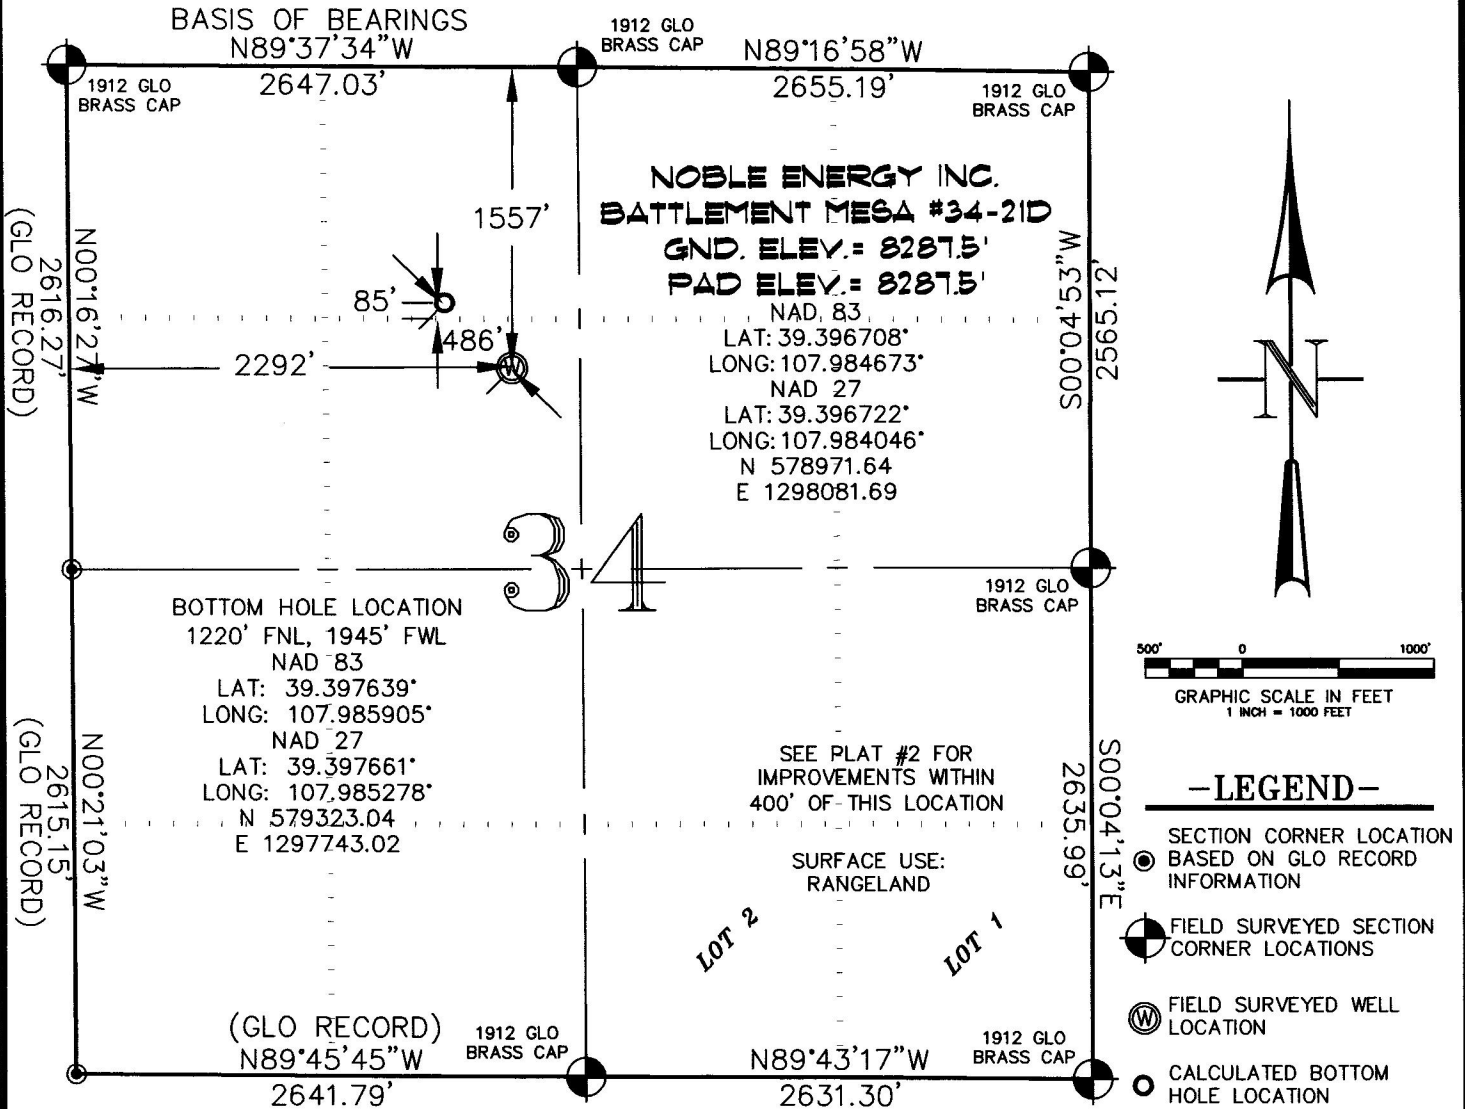 BASIS OF BEARINGS
N89°37'34"W
2647.03'
1912 GLO
BRASS CAP
N89°16'58"W
2655.19'
1912 GLO
BRASS CAP
1912 GLO
BRASS CAP
NOBLE ENERGY INC.
BATTLEMENT MESA #34-21D
GND. ELEV.= 8287.5'
PAD ELEV.= 8287.5'
NAD 83
LAT: 39.396708°
LONG: 107.984673°
NAD 27
LAT: 39.396722°
LONG: 107.984046°
N 578971.64
E 1298081.69
1557'
85'
486'
2292'
W
N00°16'27"W
2616.27'
(GLO RECORD)
S00°04'53"W
2565.12'
N
34
1912 GLO
BRASS CAP
BOTTOM HOLE LOCATION
1220' FNL, 1945' FWL
NAD 83
LAT: 39.397639°
LONG: 107.985905°
NAD 27
LAT: 39.397661°
LONG: 107.985278°
N 579323.04
E 1297743.02
N00°21'03"W
2615.15'
(GLO RECORD)
SEE PLAT #2 FOR
IMPROVEMENTS WITHIN
400' OF THIS LOCATION
SURFACE USE:
RANGELAND
LOT 2
LOT 1
S00°04'13"E
2635.99'
(GLO RECORD)
N89°45'45"W
2641.79'
1912 GLO
BRASS CAP
N89°43'17"W
2631.30'
1912 GLO
BRASS CAP
500' 0 1000'
GRAPHIC SCALE IN FEET
1 INCH = 1000 FEET
-LEGEND-
SECTION CORNER LOCATION
BASED ON GLO RECORD
INFORMATION
FIELD SURVEYED SECTION
CORNER LOCATIONS
W FIELD SURVEYED WELL
LOCATION
CALCULATED BOTTOM
HOLE LOCATION